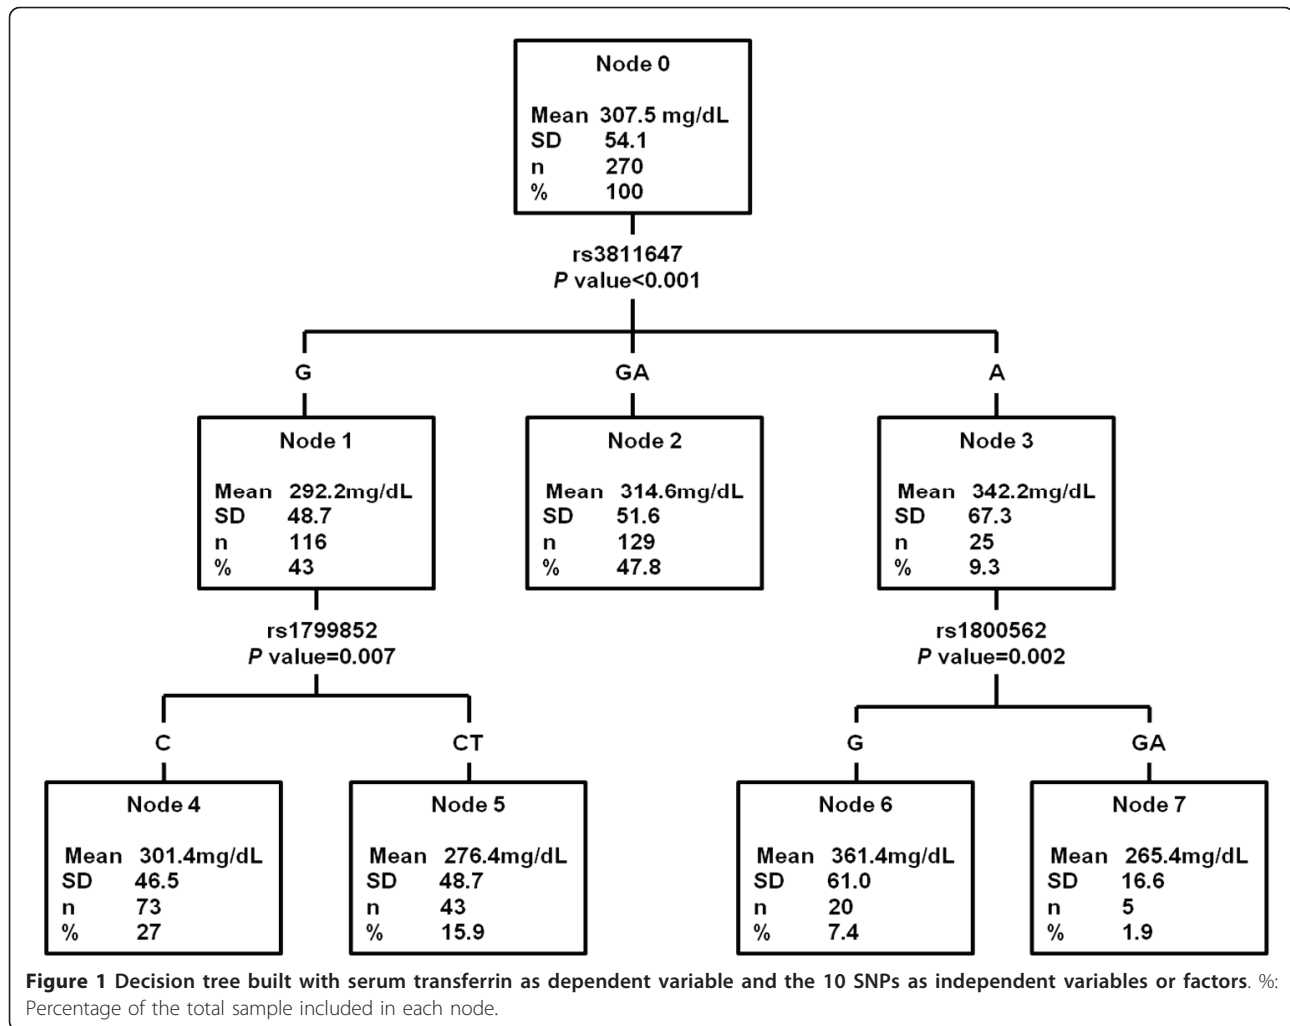 Node 0
Mean 307.5 mg/dL
SD 54.1
n 270
% 100
rs3811647
P value<0.001
G
GA
A
Node 1
Mean 292.2mg/dL
SD 48.7
n 116
% 43
Node 2
Mean 314.6mg/dL
SD 51.6
n 129
% 47.8
Node 3
Mean 342.2mg/dL
SD 67.3
n 25
% 9.3
rs1799852
P value=0.007
rs1800562
P value=0.002
C
CT
G
GA
Node 4
Mean 301.4mg/dL
SD 46.5
n 73
% 27
Node 5
Mean 276.4mg/dL
SD 48.7
n 43
% 15.9
Node 6
Mean 361.4mg/dL
SD 61.0
n 20
% 7.4
Node 7
Mean 265.4mg/dL
SD 16.6
n 5
% 1.9
Figure 1 Decision tree built with serum transferrin as dependent variable and the 10 SNPs as independent variables or factors. %:
Percentage of the total sample included in each node.